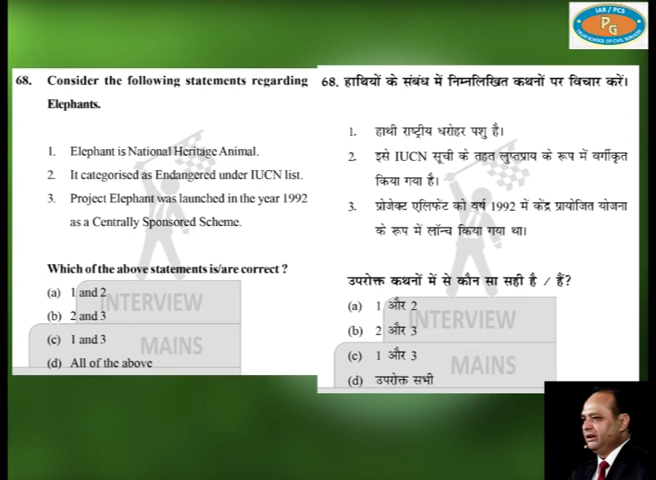 IAS / PCS
PG
68. Consider the following statements regarding
Elephants.
1. Elephant is National Heritage Animal.
2. It categorised as Endangered under IUCN list.
3. Project Elephant was launched in the year 1992
as a Centrally Sponsored Scheme.
Which of the above statements is/are correct ?
(a) 1 and 2
(b) 2 and 3
(c) 1 and 3
(d) All of the above
INTERVIEW
MAINS
68. हाथियों के संबंध में निम्नलिखित कथनों पर विचार करें।
1. हाथी राष्ट्रीय धरोहर पशु है।
2. इसे IUCN सूची के तहत लुप्तप्राय के रूप में वर्गीकृत
किया गया है।
3. प्रोजेक्ट एलिफेंट को वर्ष 1992 में केंद्र प्रायोजित योजना
के रूप में लॉन्च किया गया था।
उपरोक्त कथनों में से कौन सा सही है / हैं?
(a) 1 और 2
(b) 2 और 3
(c) 1 और 3
(d) उपरोक्त सभी
INTERVIEW
MAINS